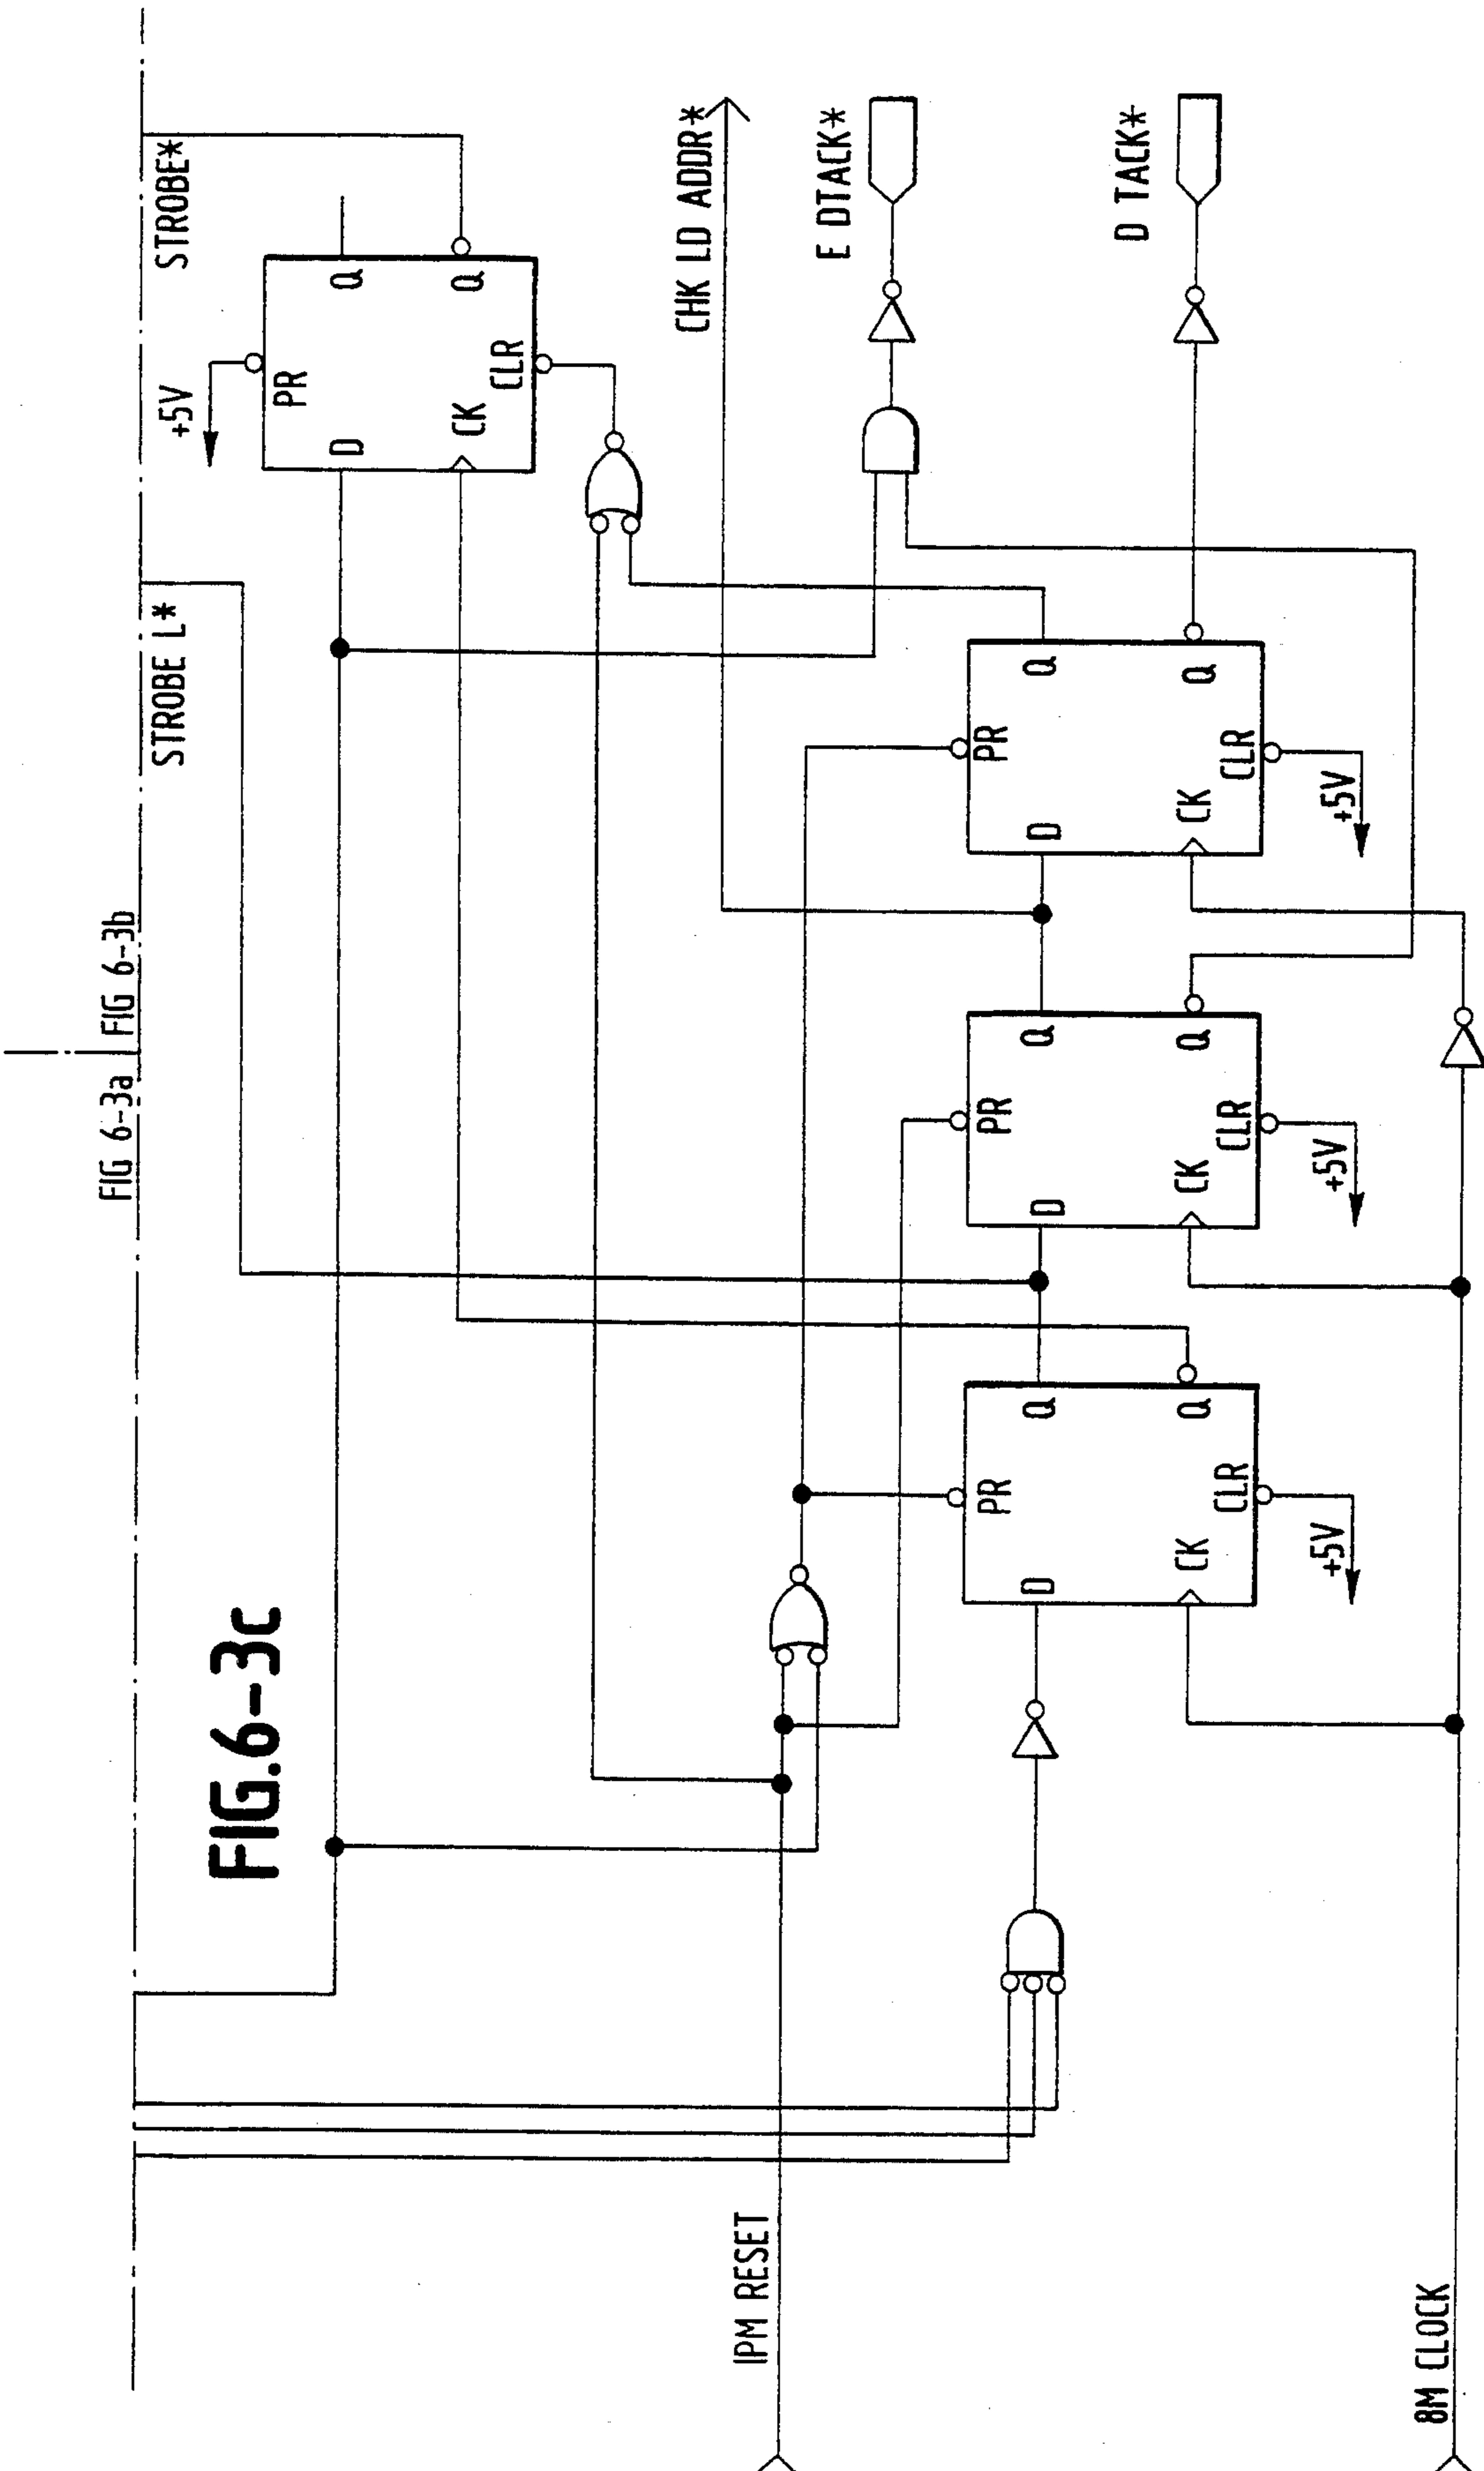 FIG 6-3a
FIG 6-3b
FIG.6-3c
STROBE L*
STROBE*
+5V
PR
D
Q
CK
Q
CLR
CHK LD ADDR*
IPM RESET
E DTACK*
PR
D
Q
CK
Q
CLR
+5V
PR
D
Q
CK
Q
CLR
+5V
PR
D
Q
CK
Q
CLR
+5V
D TACK*
8M CLOCK